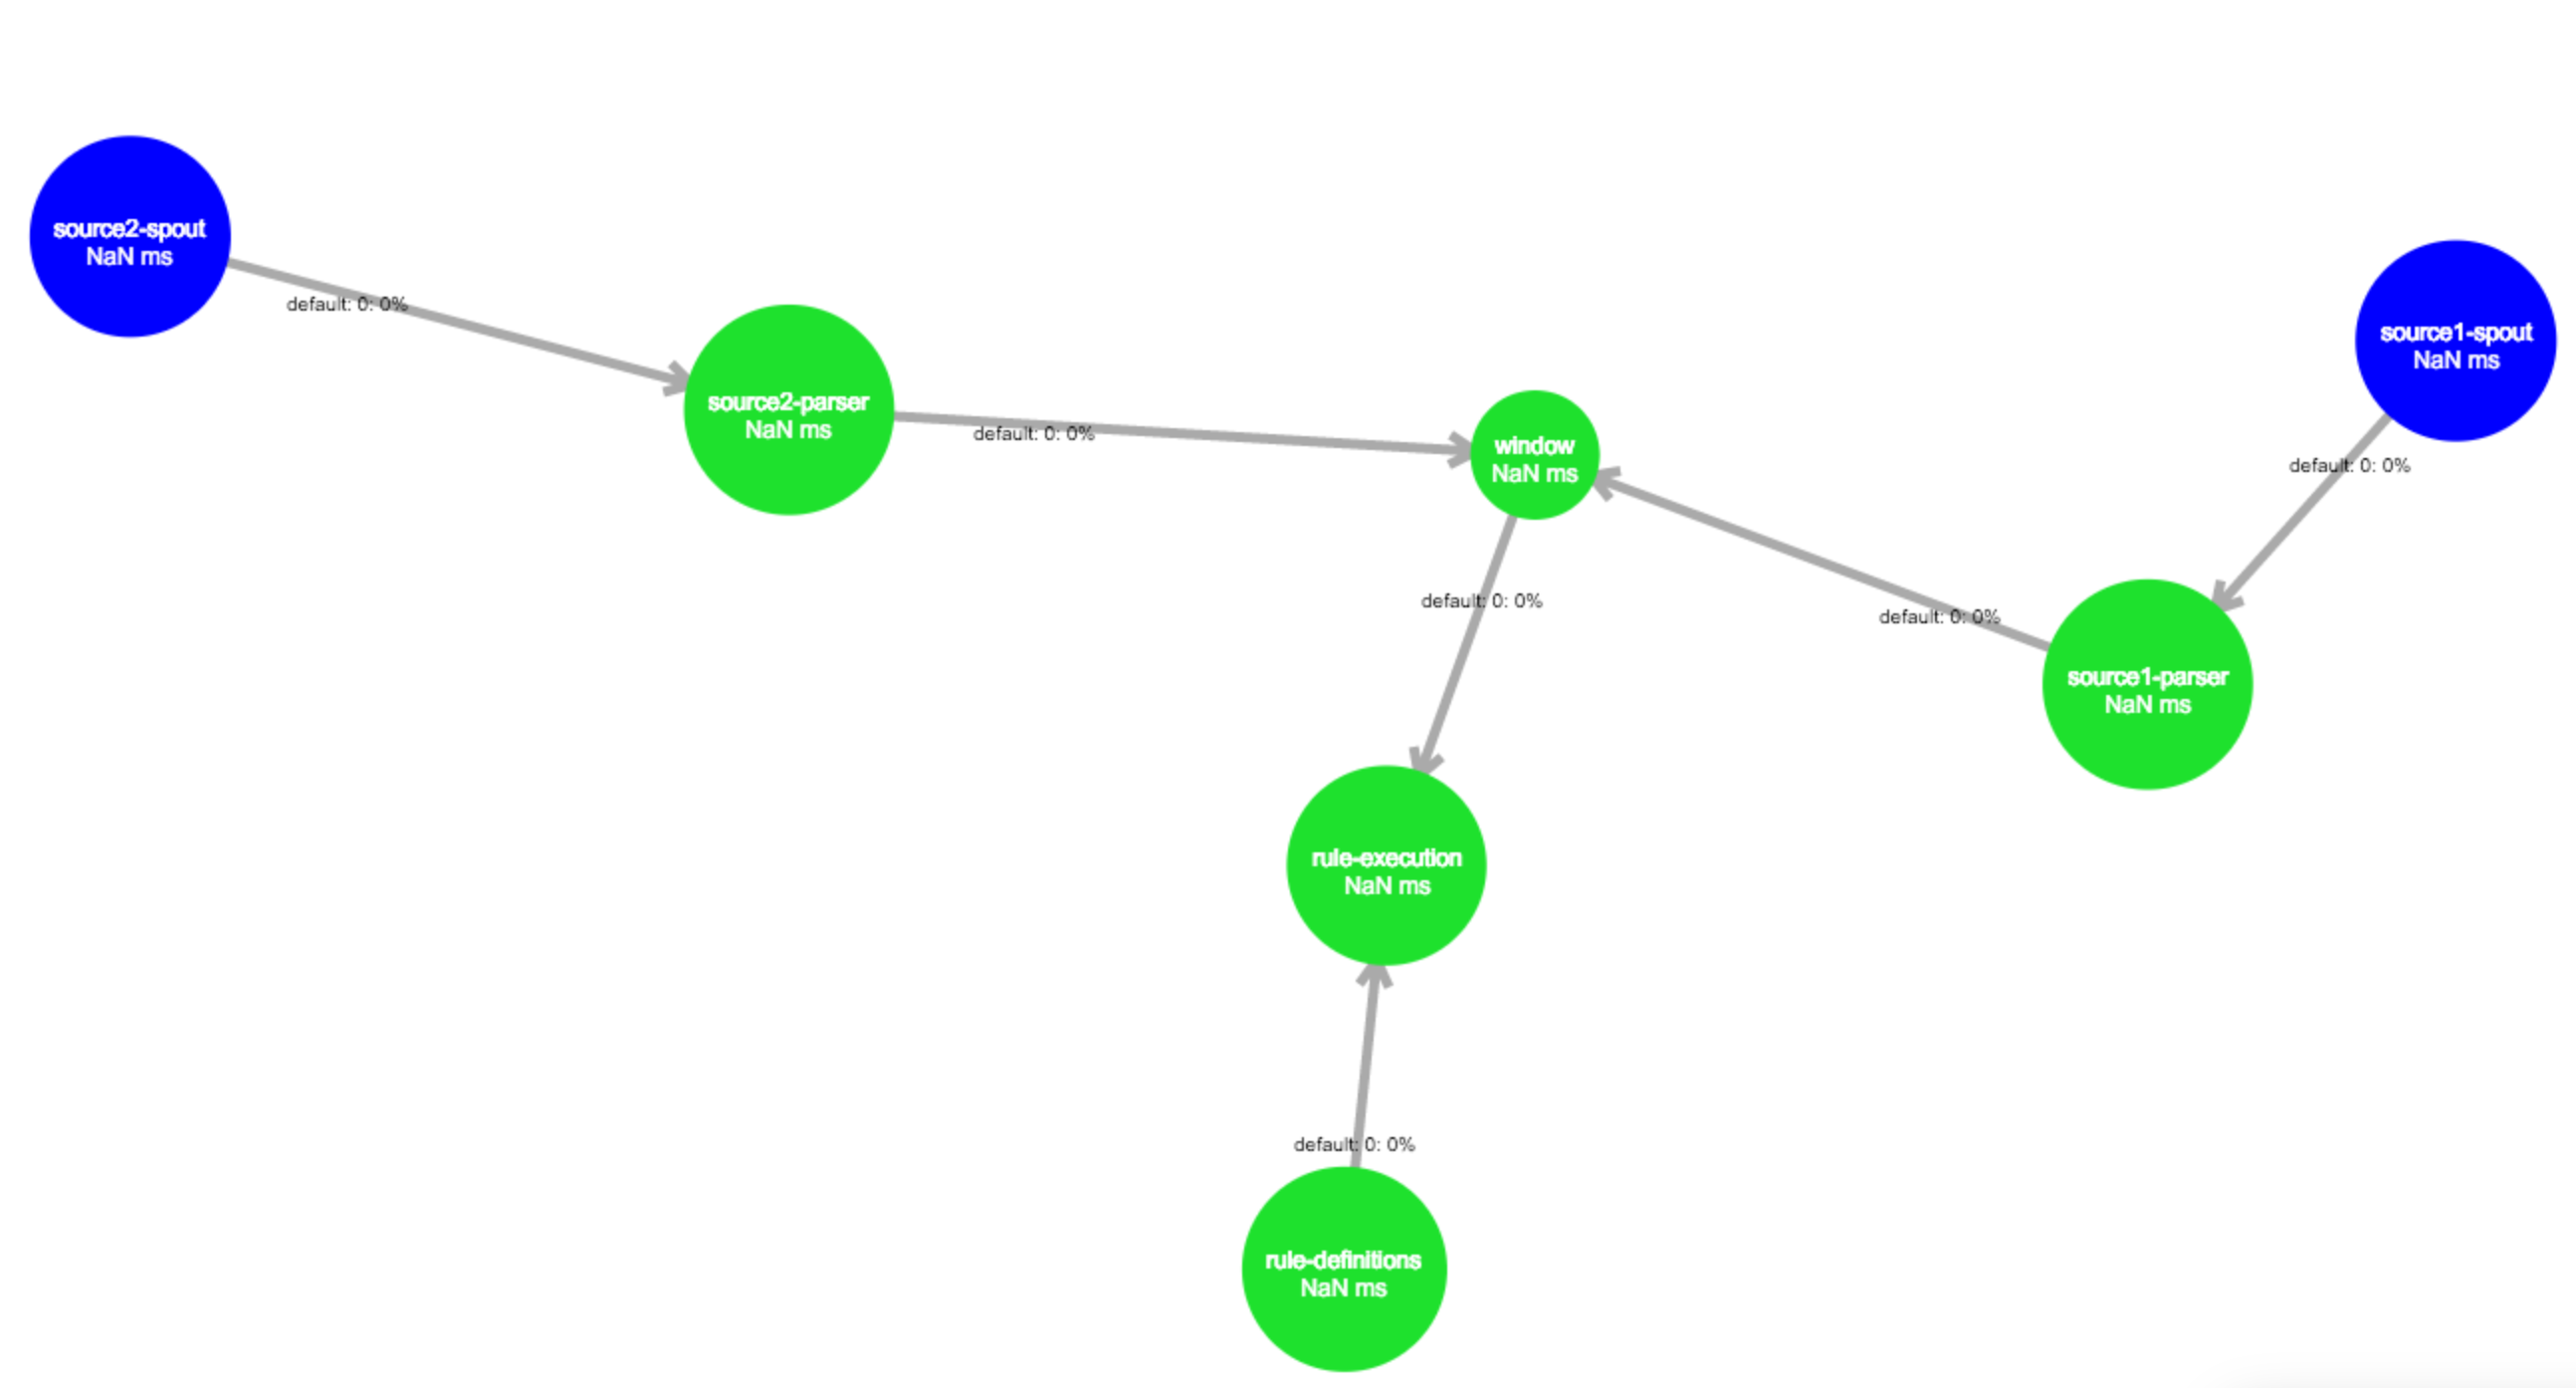 source2-spout
NaN ms
default: 0: 0%
source2-parser
NaN ms
default: 0: 0%
window
NaN ms
source1-spout
NaN ms
default: 0: 0%
default: 0: 0%
default: 0: 0%
source1-parser
NaN ms
rule-execution
NaN ms
default: 0: 0%
rule-definitions
NaN ms